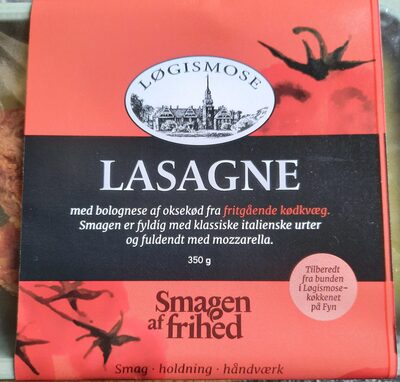 LØGISMOSE
LASAGNE
med bolognese af oksekød fra fritgående kødkvæg.
Smagen er fyldig med klassiske italienske urter
og fuldendt med mozzarella.
350 g
Tilberedt
fra bunden
i Løgismose-
køkkenet
på Fyn
Smagen
af frihed
Smag · holdning · håndværk